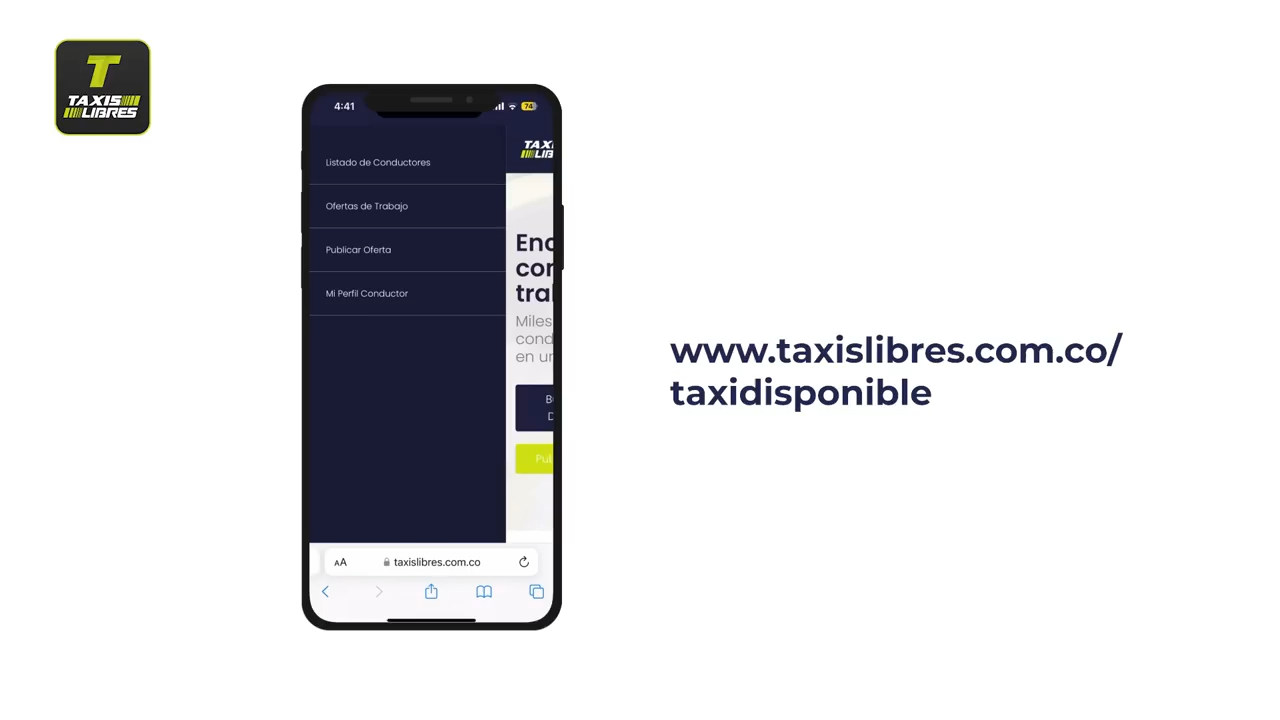 T
TAXIS
LIBRES
4:41
74
Listado de Conductores
Ofertas de Trabajo
Publicar Oferta
Mi Perfil Conductor
AA
taxislibres.com.co
www.taxislibres.com.co/
taxidisponible